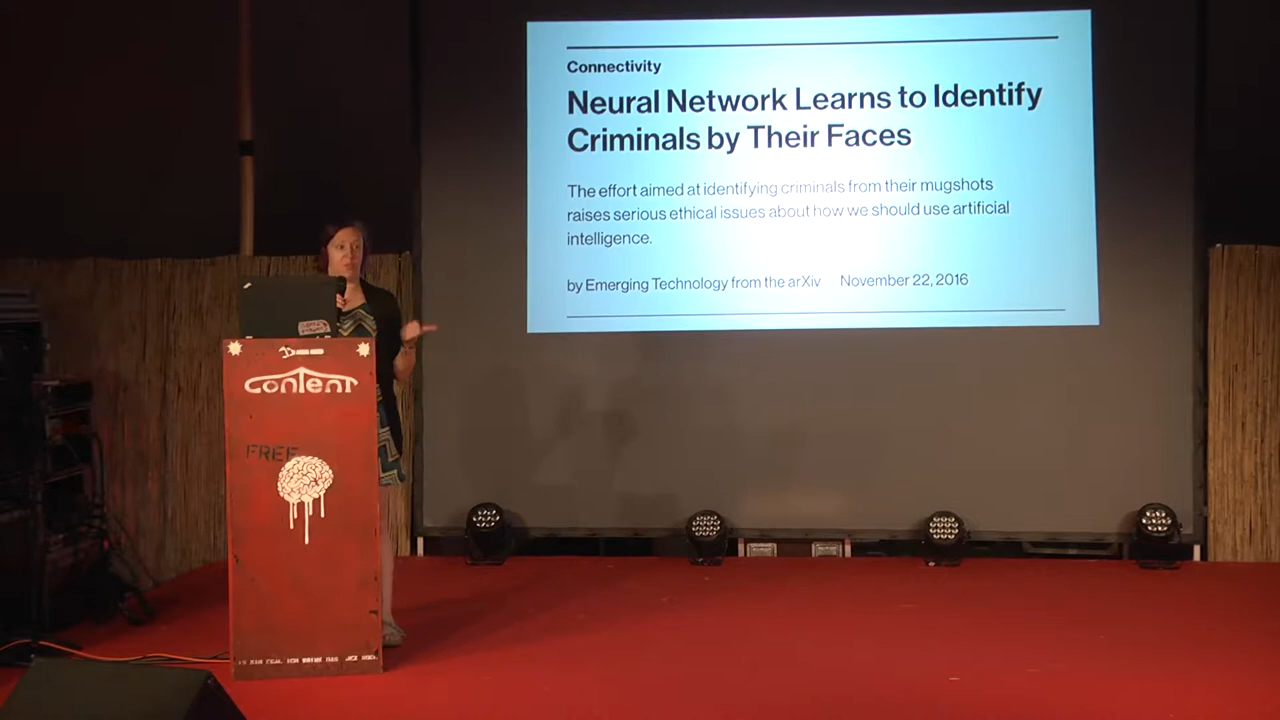 Connectivity
Neural Network Learns to Identify
Criminals by Their Faces
The effort aimed at identifying criminals from their mugshots
raises serious ethical issues about how we should use artificial
intelligence.
by Emerging Technology from the arXiv November 22, 2016
content
FREE